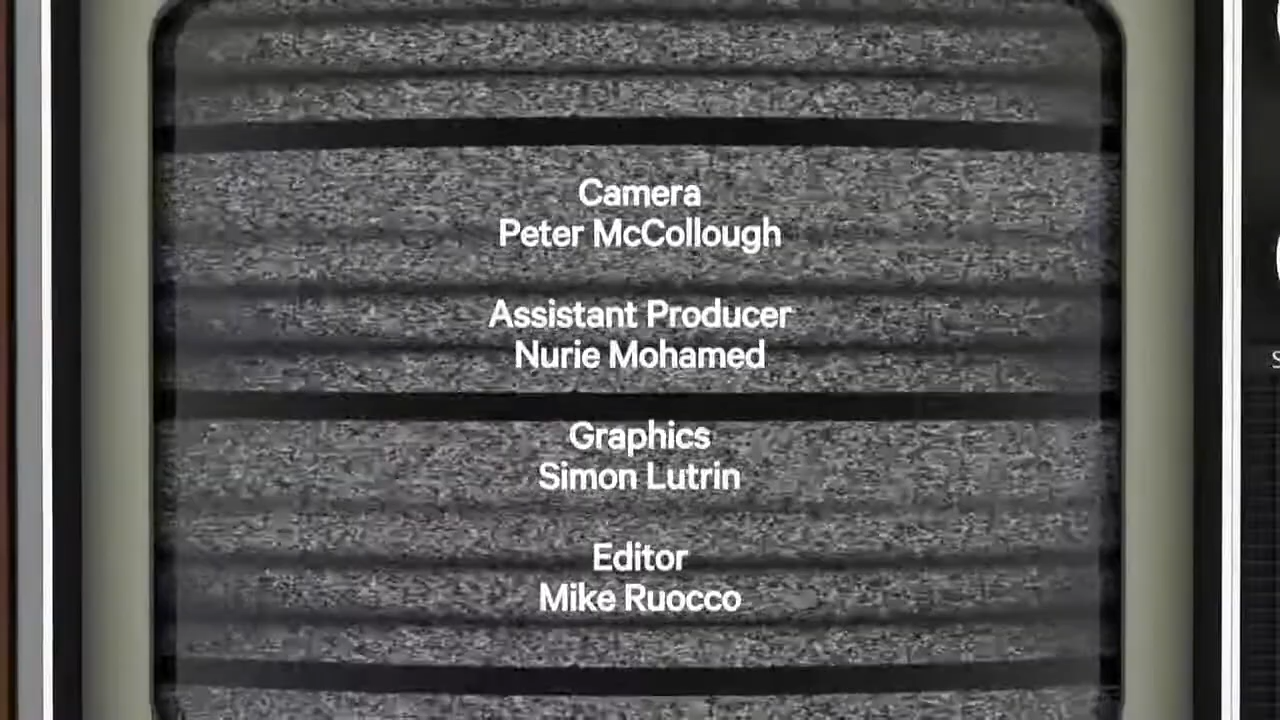 Camera
Peter McCollough
Assistant Producer
Nurie Mohamed
Graphics
Simon Lutrin
Editor
Mike Ruocco